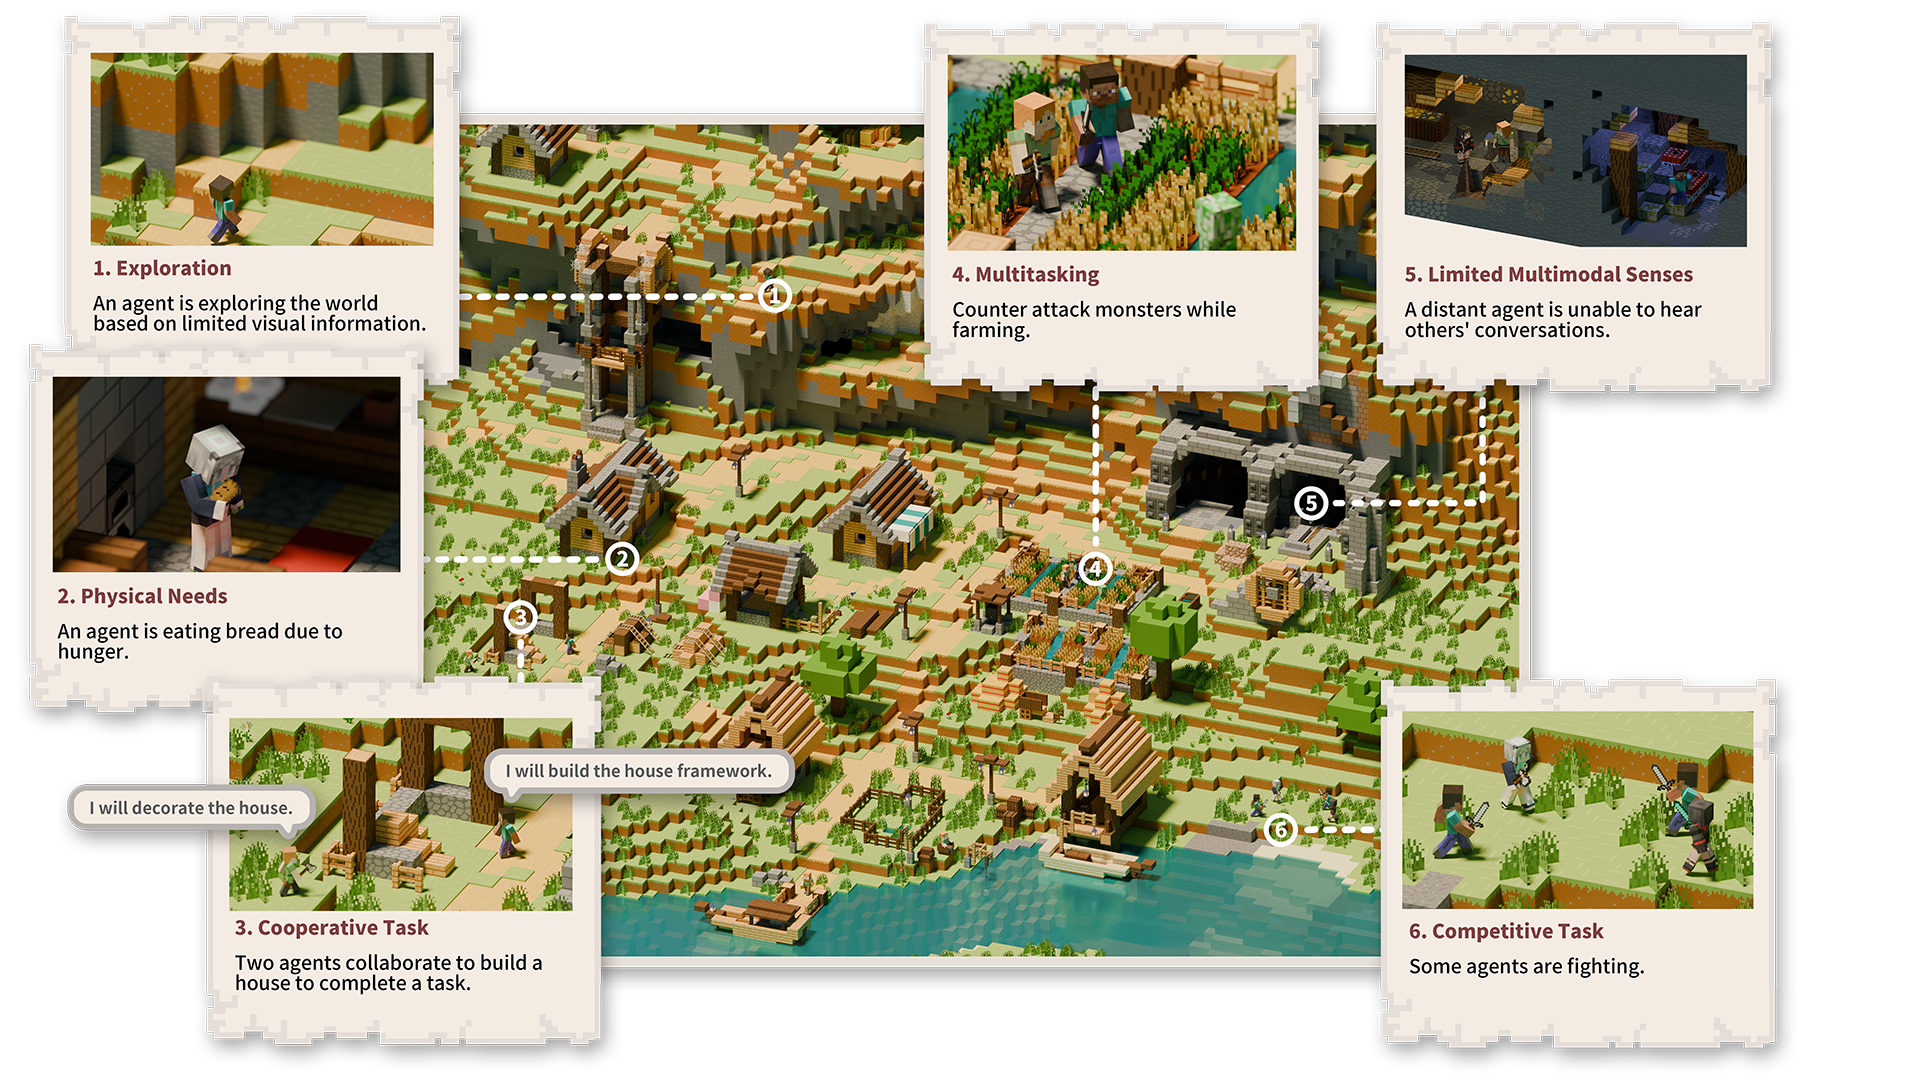 1. Exploration
An agent is exploring the world
based on limited visual information.
2. Physical Needs
An agent is eating bread due to
hunger.
I will build the house framework.
I will decorate the house.
3. Cooperative Task
Two agents collaborate to build a
house to complete a task.
4. Multitasking
Counter attack monsters while
farming.
5. Limited Multimodal Senses
A distant agent is unable to hear
others' conversations.
6. Competitive Task
Some agents are fighting.
1
2
3
4
5
6